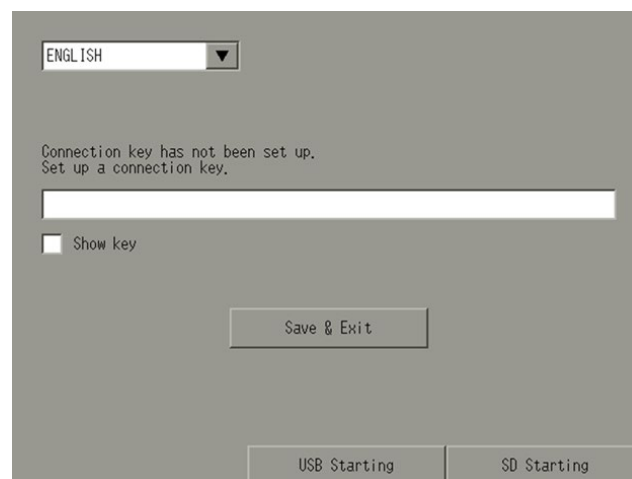 ENGLISH
Connection key has not been set up.
Set up a connection key.
Show key
Save & Exit
USB Starting
SD Starting